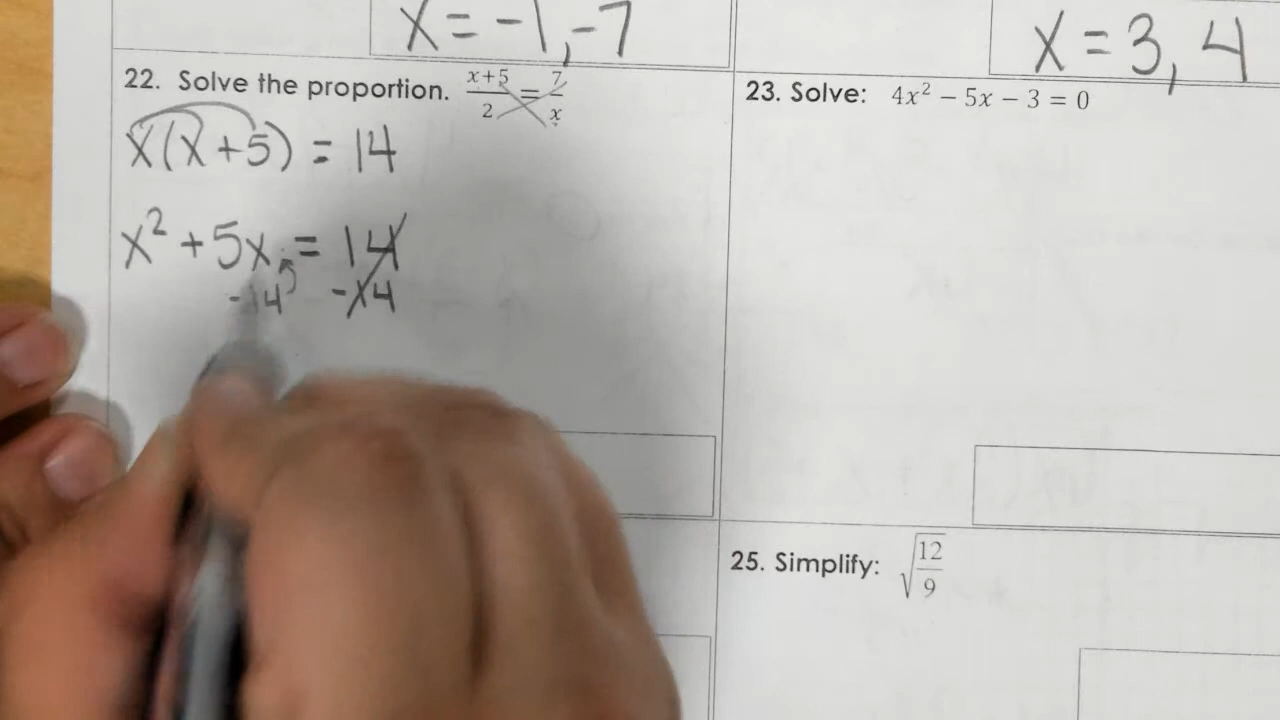 x = -1, -7
x = 3, 4
22. Solve the proportion. x+5/2 = 7/x
x(x+5) = 14
x² + 5x = 14
-14 -14
23. Solve: 4x² − 5x − 3 = 0
25. Simplify: √12/9